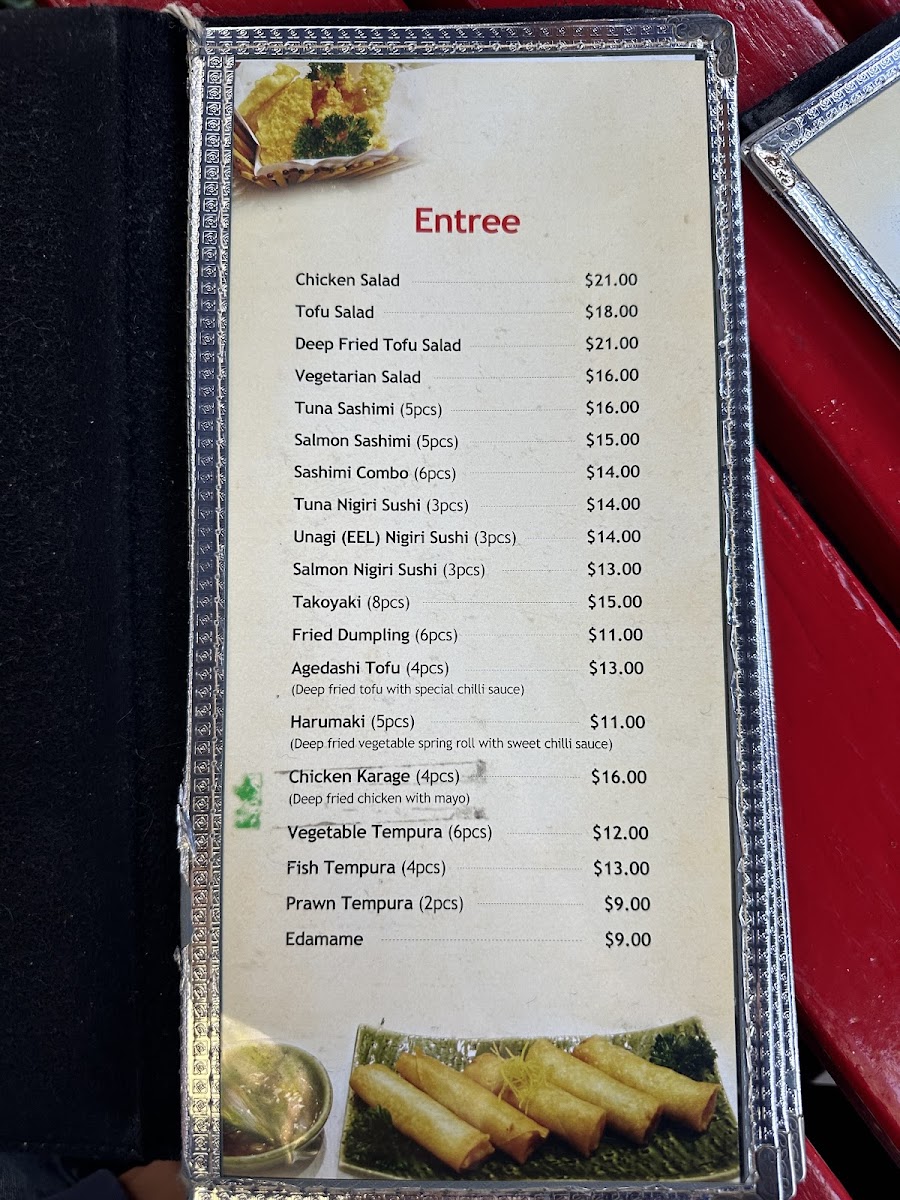 Entree
Chicken Salad $21.00
Tofu Salad $18.00
Deep Fried Tofu Salad $21.00
Vegetarian Salad $16.00
Tuna Sashimi (5pcs) $16.00
Salmon Sashimi (5pcs) $15.00
Sashimi Combo (6pcs) $14.00
Tuna Nigiri Sushi (3pcs) $14.00
Unagi (EEL) Nigiri Sushi (3pcs) $14.00
Salmon Nigiri Sushi (3pcs) $13.00
Takoyaki (8pcs) $15.00
Fried Dumpling (6pcs) $11.00
Agedashi Tofu (4pcs) $13.00
(Deep fried tofu with special chilli sauce)
Harumaki (5pcs) $11.00
(Deep fried vegetable spring roll with sweet chilli sauce)
Chicken Karage (4pcs) $16.00
(Deep fried chicken with mayo)
Vegetable Tempura (6pcs) $12.00
Fish Tempura (4pcs) $13.00
Prawn Tempura (2pcs) $9.00
Edamame $9.00